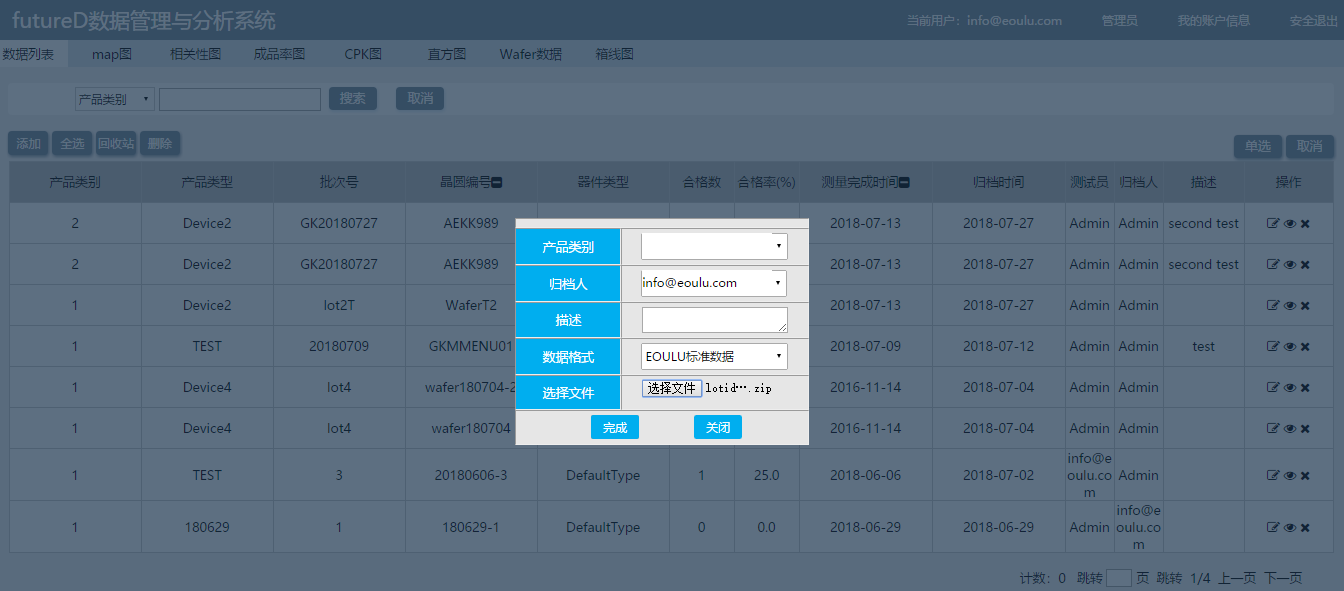 futureD数据管理与分析系统
当前用户：info@eoulu.com 管理员 我的账户信息 安全退出
数据列表 map图 相关性图 成品率图 CPK图 直方图 Wafer数据 箱线图
产品类别 搜索 取消
添加 全选 回收站 删除 单选 取消
产品类别 产品类型 批次号 晶圆编号 器件类型 合格数 合格率(%) 测量完成时间 归档时间 测试员 归档人 描述 操作
2 Device2 GK20180727 AEKK989 2018-07-13 2018-07-27 Admin Admin second test
2 Device2 GK20180727 AEKK989 2018-07-13 2018-07-27 Admin Admin second test
1 Device2 lot2T WaferT2 2018-07-13 2018-07-27 Admin Admin
1 TEST 20180709 GKMMENU01 2018-07-09 2018-07-12 Admin Admin test
1 Device4 lot4 wafer180704-2 2016-11-14 2018-07-04 Admin Admin
1 Device4 lot4 wafer180704 2016-11-14 2018-07-04 Admin Admin
1 TEST 3 20180606-3 DefaultType 1 25.0 2018-06-06 2018-07-02 info@eoulu.com Admin
1 180629 1 180629-1 DefaultType 0 0.0 2018-06-29 2018-06-29 Admin info@eoulu.com
产品类别
归档人 info@eoulu.com
描述
数据格式 EOULU标准数据
选择文件 选择文件 lotid….zip
完成 关闭
计数：0 跳转 页 跳转 1/4 上一页 下一页